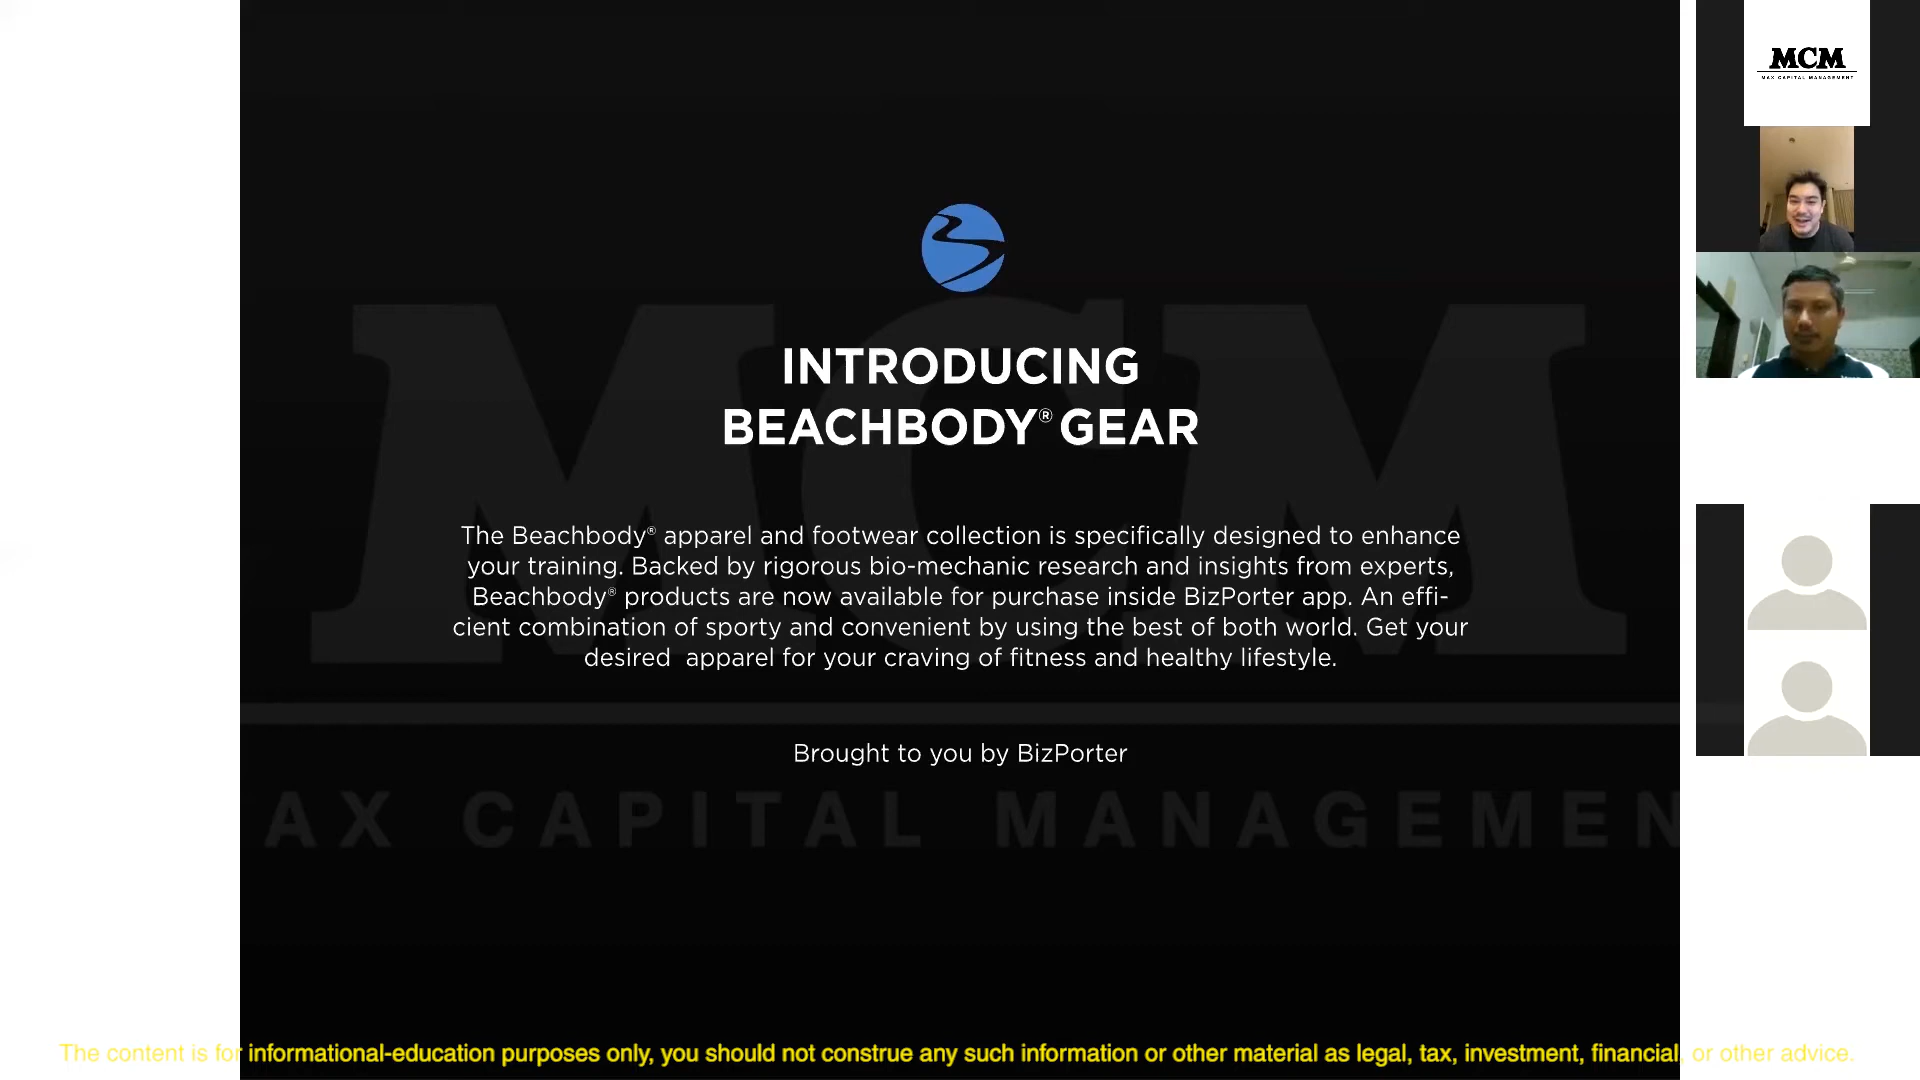 MCM
MAX CAPITAL MANAGEMENT
INTRODUCING
BEACHBODY® GEAR
The Beachbody® apparel and footwear collection is specifically designed to enhance
your training. Backed by rigorous bio-mechanic research and insights from experts,
Beachbody® products are now available for purchase inside BizPorter app. An effi-
cient combination of sporty and convenient by using the best of both world. Get your
desired  apparel for your craving of fitness and healthy lifestyle.
Brought to you by BizPorter
MCM
AX CAPITAL MANAGEMEN
The content is for informational-education purposes only, you should not construe any such information or other material as legal, tax, investment, financial, or other advice.